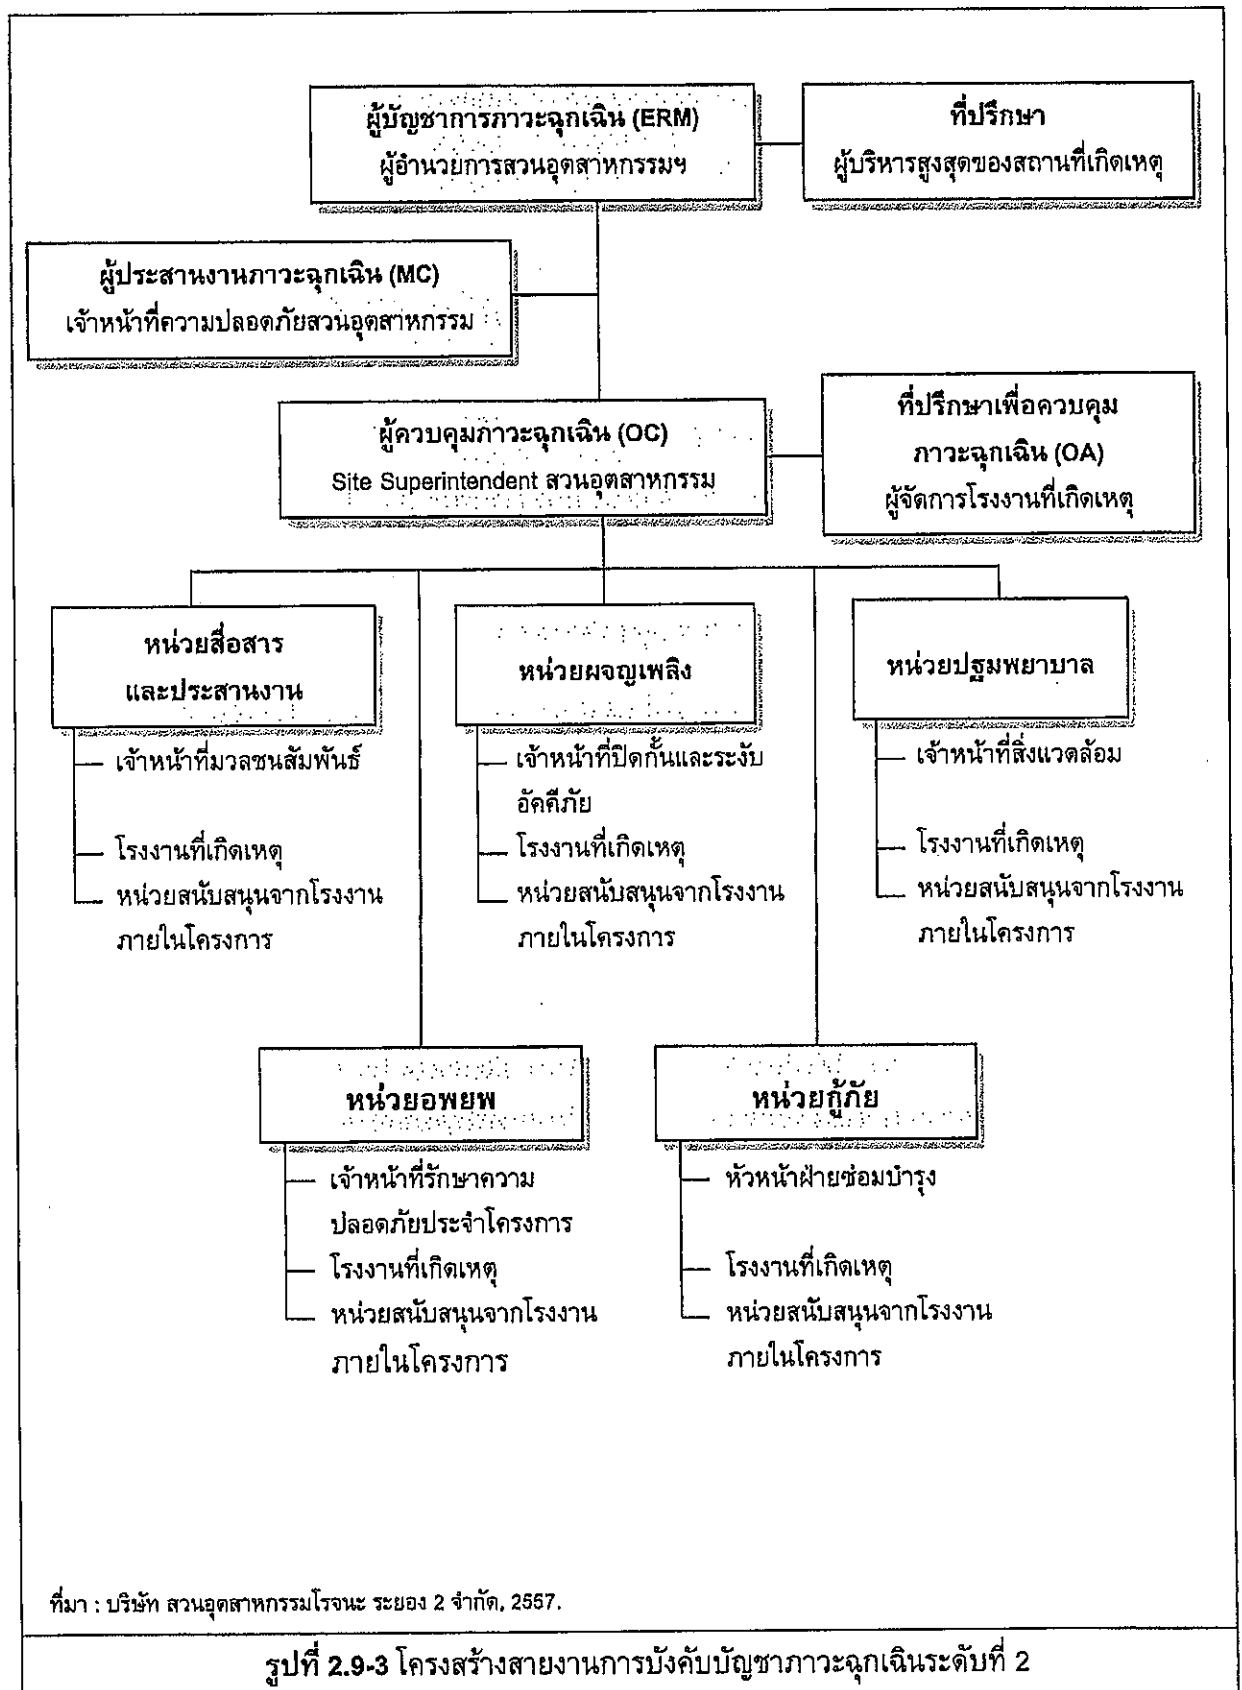 ผู้บัญชาการภาวะฉุกเฉิน (ERM)
ผู้อำนวยการสวนอุตสาหกรรมฯ
ที่ปรึกษา
ผู้บริหารสูงสุดของสถานที่เกิดเหตุ
ผู้ประสานงานภาวะฉุกเฉิน (MC)
เจ้าหน้าที่ความปลอดภัยสวนอุตสาหกรรม
ผู้ควบคุมภาวะฉุกเฉิน (OC)
Site Superintendent สวนอุตสาหกรรม
ที่ปรึกษาเพื่อควบคุม
ภาวะฉุกเฉิน (OA)
ผู้จัดการโรงงานที่เกิดเหตุ
หน่วยสื่อสาร
และประสานงาน
เจ้าหน้าที่มวลชนสัมพันธ์
โรงงานที่เกิดเหตุ
หน่วยสนับสนุนจากโรงงาน
ภายในโครงการ
หน่วยผจญเพลิง
เจ้าหน้าที่ปิดกั้นและระงับ
อัคคีภัย
โรงงานที่เกิดเหตุ
หน่วยสนับสนุนจากโรงงาน
ภายในโครงการ
หน่วยปฐมพยาบาล
เจ้าหน้าที่สิ่งแวดล้อม
โรงงานที่เกิดเหตุ
หน่วยสนับสนุนจากโรงงาน
ภายในโครงการ
หน่วยอพยพ
เจ้าหน้าที่รักษาความ
ปลอดภัยประจำโครงการ
โรงงานที่เกิดเหตุ
หน่วยสนับสนุนจากโรงงาน
ภายในโครงการ
หน่วยกู้ภัย
หัวหน้าฝ่ายซ่อมบำรุง
โรงงานที่เกิดเหตุ
หน่วยสนับสนุนจากโรงงาน
ภายในโครงการ
ที่มา : บริษัท สวนอุตสาหกรรมโรจนะ ระยอง 2 จำกัด, 2557.
รูปที่ 2.9-3 โครงสร้างสายงานการบังคับบัญชาภาวะฉุกเฉินระดับที่ 2